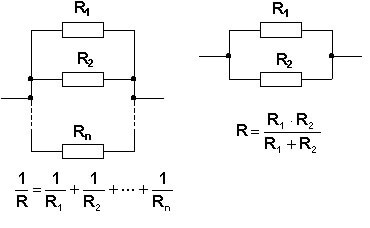 R1
R2
Rn
1/R = 1/R1 + 1/R2 + ... + 1/Rn
R1
R2
R = R1 · R2 / R1 + R2